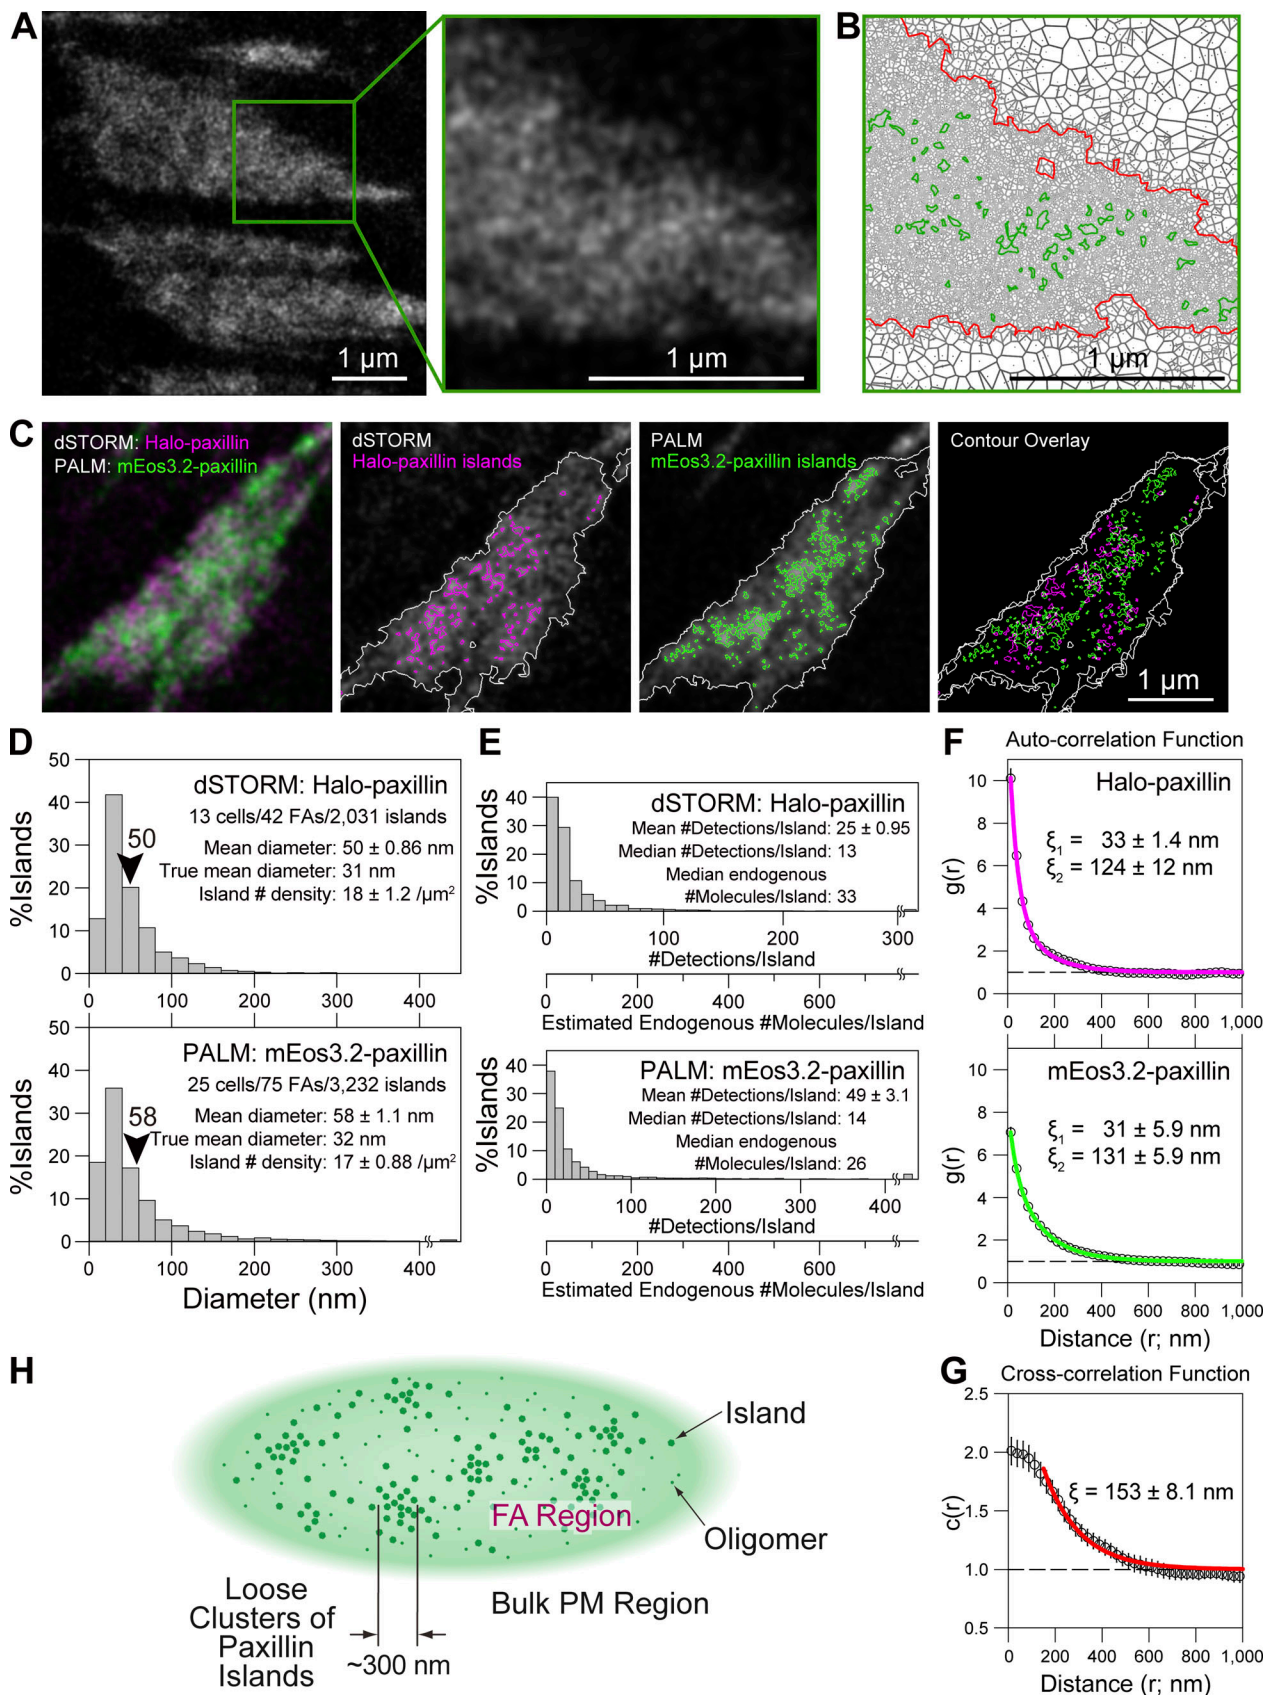 A
1 μm
1 μm
B
1 μm
C
dSTORM: Halo-paxillin
PALM: mEos3.2-paxillin
dSTORM
Halo-paxillin islands
PALM
mEos3.2-paxillin islands
Contour Overlay
1 μm
D
%Islands
50
40
30
20
10
0
dSTORM: Halo-paxillin
13 cells/42 FAs/2,031 islands
50
Mean diameter: 50 ± 0.86 nm
True mean diameter: 31 nm
Island # density: 18 ± 1.2 /μm²
0 100 200 300 400
%Islands
50
40
30
20
10
0
PALM: mEos3.2-paxillin
25 cells/75 FAs/3,232 islands
58
Mean diameter: 58 ± 1.1 nm
True mean diameter: 32 nm
Island # density: 17 ± 0.88 /μm²
0 100 200 300 400
Diameter (nm)
E
%Islands
40
30
20
10
0
dSTORM: Halo-paxillin
Mean #Detections/Island: 25 ± 0.95
Median #Detections/Island: 13
Median endogenous
#Molecules/Island: 33
0 100 200 300
#Detections/Island
0 200 400 600
Estimated Endogenous #Molecules/Island
%Islands
40
30
20
10
0
PALM: mEos3.2-paxillin
Mean #Detections/Island: 49 ± 3.1
Median #Detections/Island: 14
Median endogenous
#Molecules/Island: 26
0 100 200 300 400
#Detections/Island
0 200 400 600
Estimated Endogenous #Molecules/Island
F
Auto-correlation Function
g(r)
10
8
6
4
2
0
Halo-paxillin
ξ₁ = 33 ± 1.4 nm
ξ₂ = 124 ± 12 nm
0 200 400 600 800 1,000
g(r)
10
8
6
4
2
0
mEos3.2-paxillin
ξ₁ = 31 ± 5.9 nm
ξ₂ = 131 ± 5.9 nm
0 200 400 600 800 1,000
Distance (r; nm)
G
Cross-correlation Function
c(r)
2.5
2.0
1.5
1.0
0.5
ξ = 153 ± 8.1 nm
0 200 400 600 800 1,000
Distance (r; nm)
H
Island
FA Region
Oligomer
Bulk PM Region
Loose
Clusters of
Paxillin
Islands
~300 nm